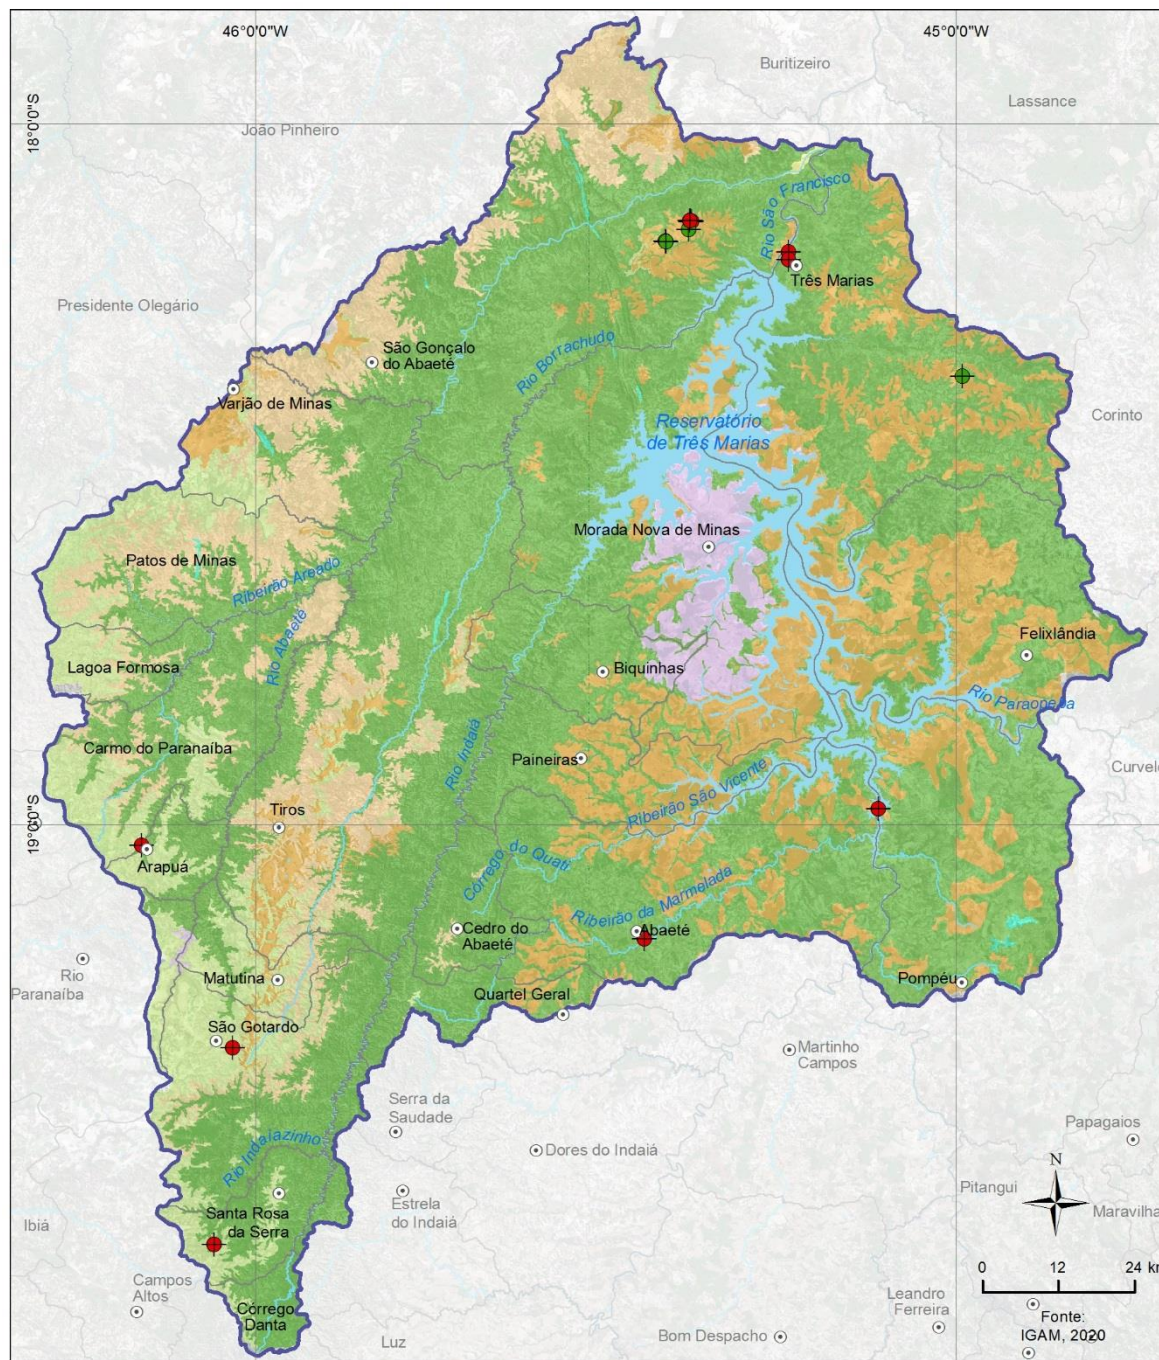 46°0'0"W
45°0'0"W
Buritizeiro
Lassance
18°0'0"S
João Pinheiro
Rio São Francisco
Três Marias
Presidente Olegário
São Gonçalo
do Abaeté
Rio Borrachudo
Varjão de Minas
Corinto
Reservatório
de Três Marias
Morada Nova de Minas
Patos de Minas
Ribeirão Areado
Rio Abaeté
Felixlândia
Lagoa Formosa
Biquinhas
Rio Paraopeba
Carmo do Paranaíba
Rio Indaiá
Paineiras
Curvelo
Ribeirão São Vicente
Tiros
19°0'0"S
Arapuá
Córrego do Quati
Ribeirão da Marmelada
Cedro do
Abaeté
Abaeté
Rio
Paranaíba
Matutina
Quartel Geral
Pompéu
São Gotardo
Martinho
Campos
Serra da
Saudade
Papagaios
Rio Indaiazinho
Dores do Indaiá
N
Pitangui
Estrela
do Indaiá
Maravilha
Ibiá
Santa Rosa
da Serra
0 12 24 km
Campos
Altos
Leandro
Ferreira
Córrego
Danta
Fonte:
IGAM, 2020
Luz
Bom Despacho